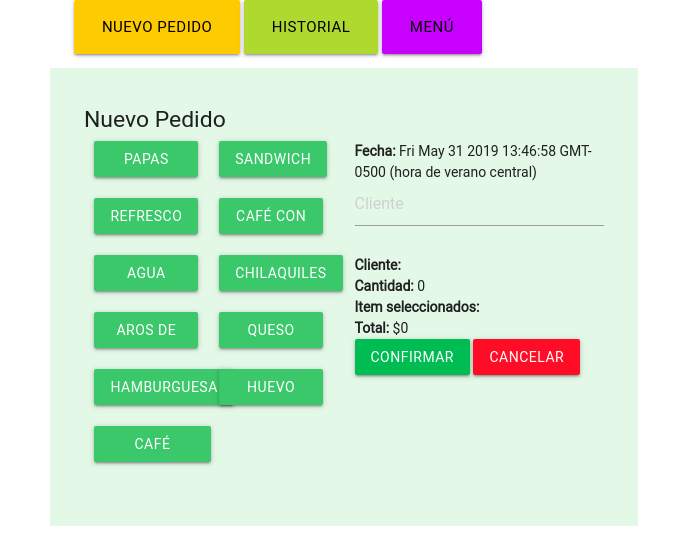 NUEVO PEDIDO HISTORIAL MENÚ
Nuevo Pedido
PAPAS SANDWICH
REFRESCO CAFÉ CON
AGUA CHILAQUILES
AROS DE QUESO
HAMBURGUESA HUEVO
CAFÉ
Fecha: Fri May 31 2019 13:46:58 GMT-
0500 (hora de verano central)
Cliente
Cliente:
Cantidad: 0
Item seleccionados:
Total: $0
CONFIRMAR CANCELAR